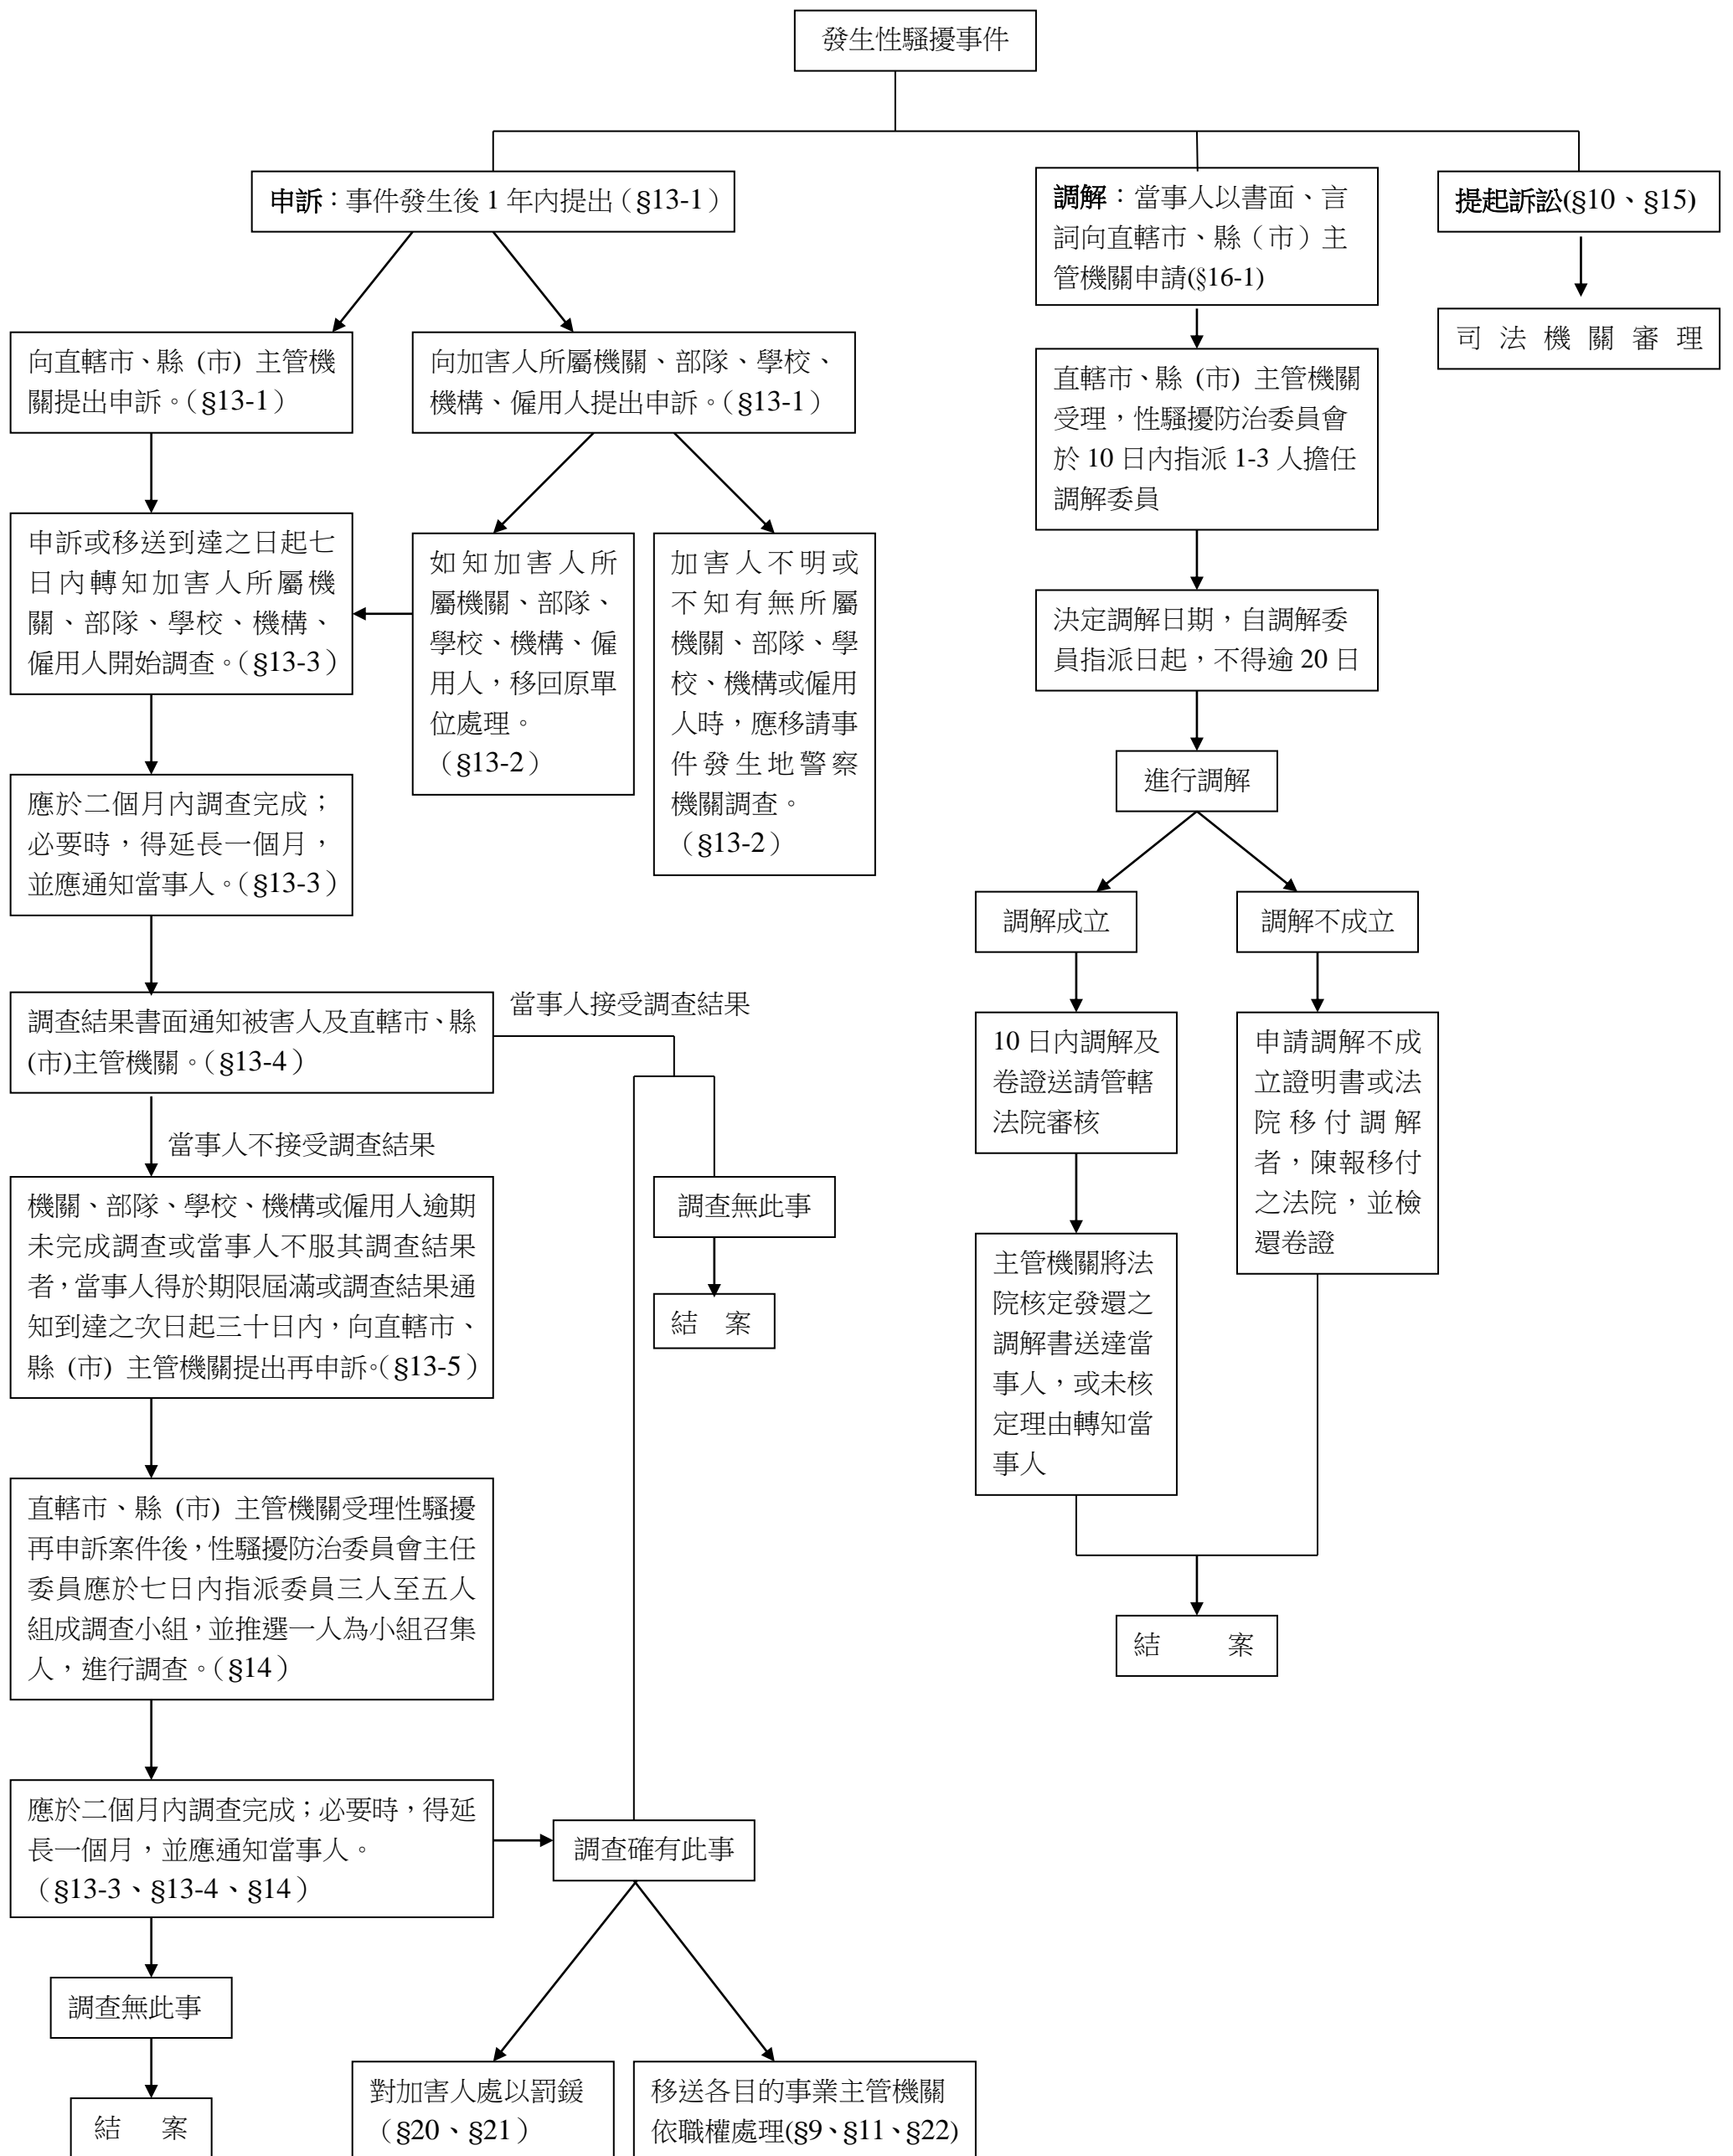 發生性騷擾事件
申訴：事件發生後 1 年內提出（§13-1）
向直轄市、縣 (市) 主管機
關提出申訴。（§13-1）
向加害人所屬機關、部隊、學校、
機構、僱用人提出申訴。（§13-1）
申訴或移送到達之日起七
日內轉知加害人所屬機
關、部隊、學校、機構、
僱用人開始調查。（§13-3）
如知加害人所
屬機關、部隊、
學校、機構、僱
用人，移回原單
位處理。
（§13-2）
加害人不明或
不知有無所屬
機關、部隊、學
校、機構或僱用
人時，應移請事
件發生地警察
機關調查。
（§13-2）
應於二個月內調查完成；
必要時，得延長一個月，
並應通知當事人。（§13-3）
調查結果書面通知被害人及直轄市、縣
(市)主管機關。（§13-4）
當事人接受調查結果
當事人不接受調查結果
機關、部隊、學校、機構或僱用人逾期
未完成調查或當事人不服其調查結果
者，當事人得於期限屆滿或調查結果通
知到達之次日起三十日內，向直轄市、
縣 (市) 主管機關提出再申訴。（§13-5）
調查無此事
結 案
直轄市、縣 (市) 主管機關受理性騷擾
再申訴案件後，性騷擾防治委員會主任
委員應於七日內指派委員三人至五人
組成調查小組，並推選一人為小組召集
人，進行調查。（§14）
應於二個月內調查完成；必要時，得延
長一個月，並應通知當事人。
（§13-3、§13-4、§14）
調查確有此事
調查無此事
結 案
對加害人處以罰鍰
（§20、§21）
移送各目的事業主管機關
依職權處理(§9、§11、§22)
調解：當事人以書面、言
詞向直轄市、縣（市）主
管機關申請(§16-1)
直轄市、縣 (市) 主管機關
受理，性騷擾防治委員會
於 10 日內指派 1-3 人擔任
調解委員
決定調解日期，自調解委
員指派日起，不得逾 20 日
進行調解
調解成立
調解不成立
10 日內調解及
卷證送請管轄
法院審核
申請調解不成
立證明書或法
院移付調解
者，陳報移付
之法院，並檢
還卷證
主管機關將法
院核定發還之
調解書送達當
事人，或未核
定理由轉知當
事人
結 案
提起訴訟(§10、§15)
司 法 機 關 審 理